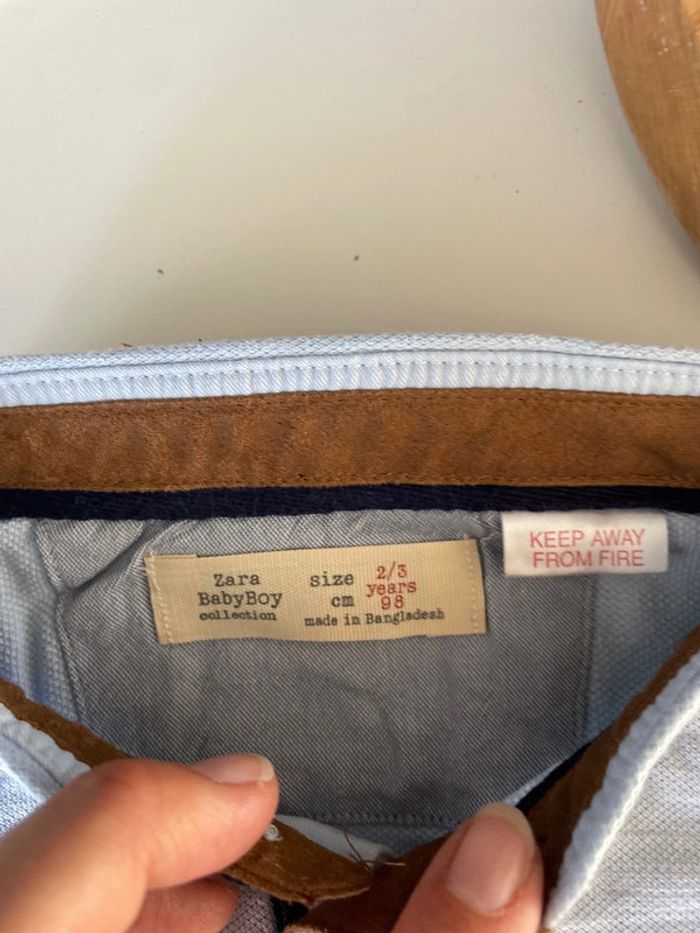 Zara
BabyBoy
collection
size 2/3
years
cm 98
made in Bangladesh
KEEP AWAY
FROM FIRE